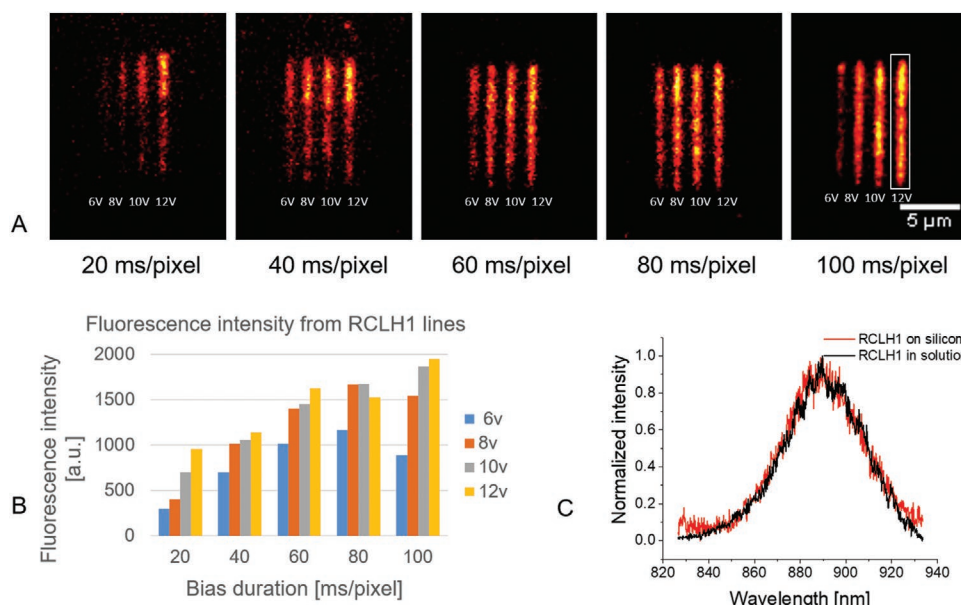 6V 8V 10V 12V
6V 8V 10V 12V
6V 8V 10V 12V
6V 8V 10V 12V
6V 8V 10V 12V
5 µm
A
20 ms/pixel
40 ms/pixel
60 ms/pixel
80 ms/pixel
100 ms/pixel
Fluorescence intensity from RCLH1 lines
Fluorescence intensity
[a.u.]
2000
1500
1000
500
0
20 40 60 80 100
Bias duration [ms/pixel]
6v
8v
10v
12v
B
RCLH1 on silicon
RCLH1 in solution
Normalized intensity
1.0
0.8
0.6
0.4
0.2
0.0
820 840 860 880 900 920 940
Wavelength [nm]
C